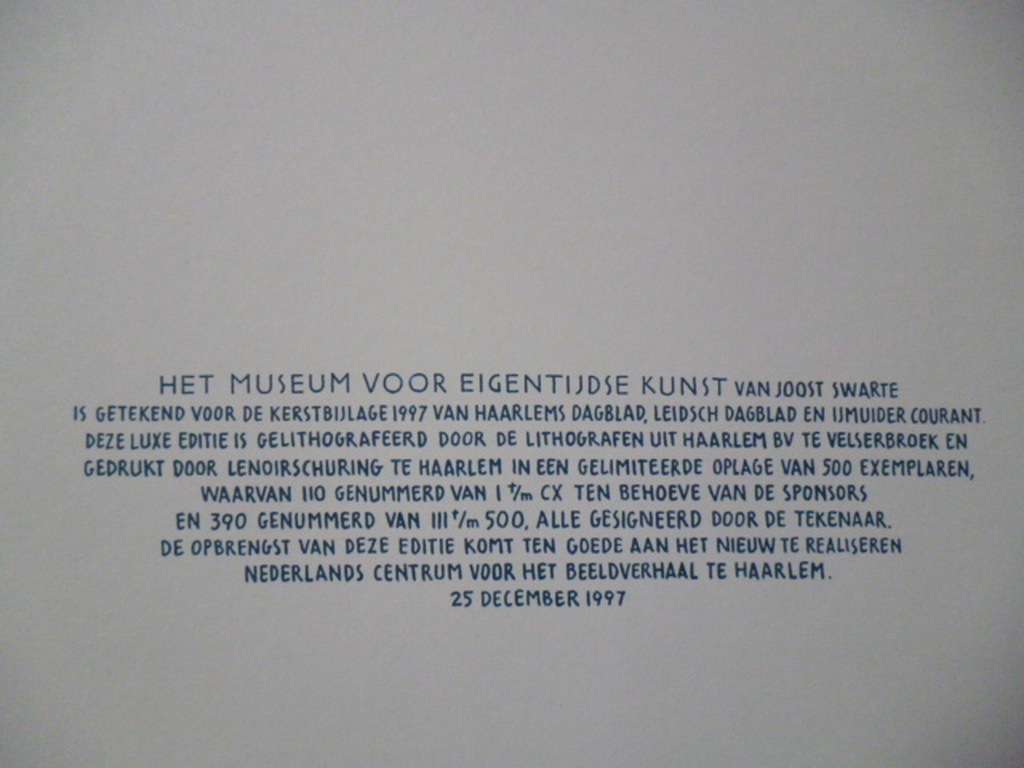 HET MUSEUM VOOR EIGENTIJDSE KUNST VAN JOOST SWARTE
IS GETEKEND VOOR DE KERSTBIJLAGE 1997 VAN HAARLEMS DAGBLAD, LEIDSCH DAGBLAD EN IJMUIDER COURANT.
DEZE LUXE EDITIE IS GELITHOGRAFEERD DOOR DE LITHOGRAFEN UIT HAARLEM BV TE VELSERBROEK EN
GEDRUKT DOOR LENOIRSCHURING TE HAARLEM IN EEN GELIMITEERDE OPLAGE VAN 500 EXEMPLAREN,
WAARVAN 110 GENUMMERD VAN I t/m CX TEN BEHOEVE VAN DE SPONSORS
EN 390 GENUMMERD VAN 111 t/m 500, ALLE GESIGNEERD DOOR DE TEKENAAR.
DE OPBRENGST VAN DEZE EDITIE KOMT TEN GOEDE AAN HET NIEUW TE REALISEREN
NEDERLANDS CENTRUM VOOR HET BEELDVERHAAL TE HAARLEM.
25 DECEMBER 1997